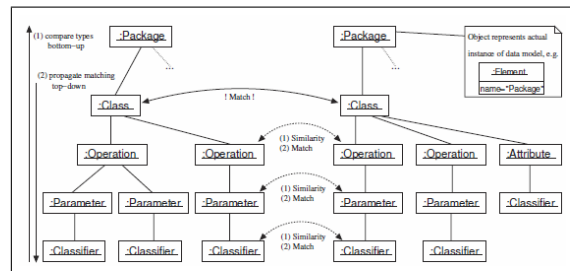 (1) compare types
bottom-up
(2) propagate matching
top-down
:Package
...
:Package
...
Object represents actual
instance of data model, e.g.
:Element
name="Package"
:Class
! Match !
:Class
:Operation
:Operation
(1) Similarity
(2) Match
:Operation
:Operation
:Attribute
:Parameter
:Parameter
:Parameter
(1) Similarity
(2) Match
:Parameter
:Parameter
:Classifier
:Classifier
:Classifier
:Classifier
(1) Similarity
(2) Match
:Classifier
:Classifier